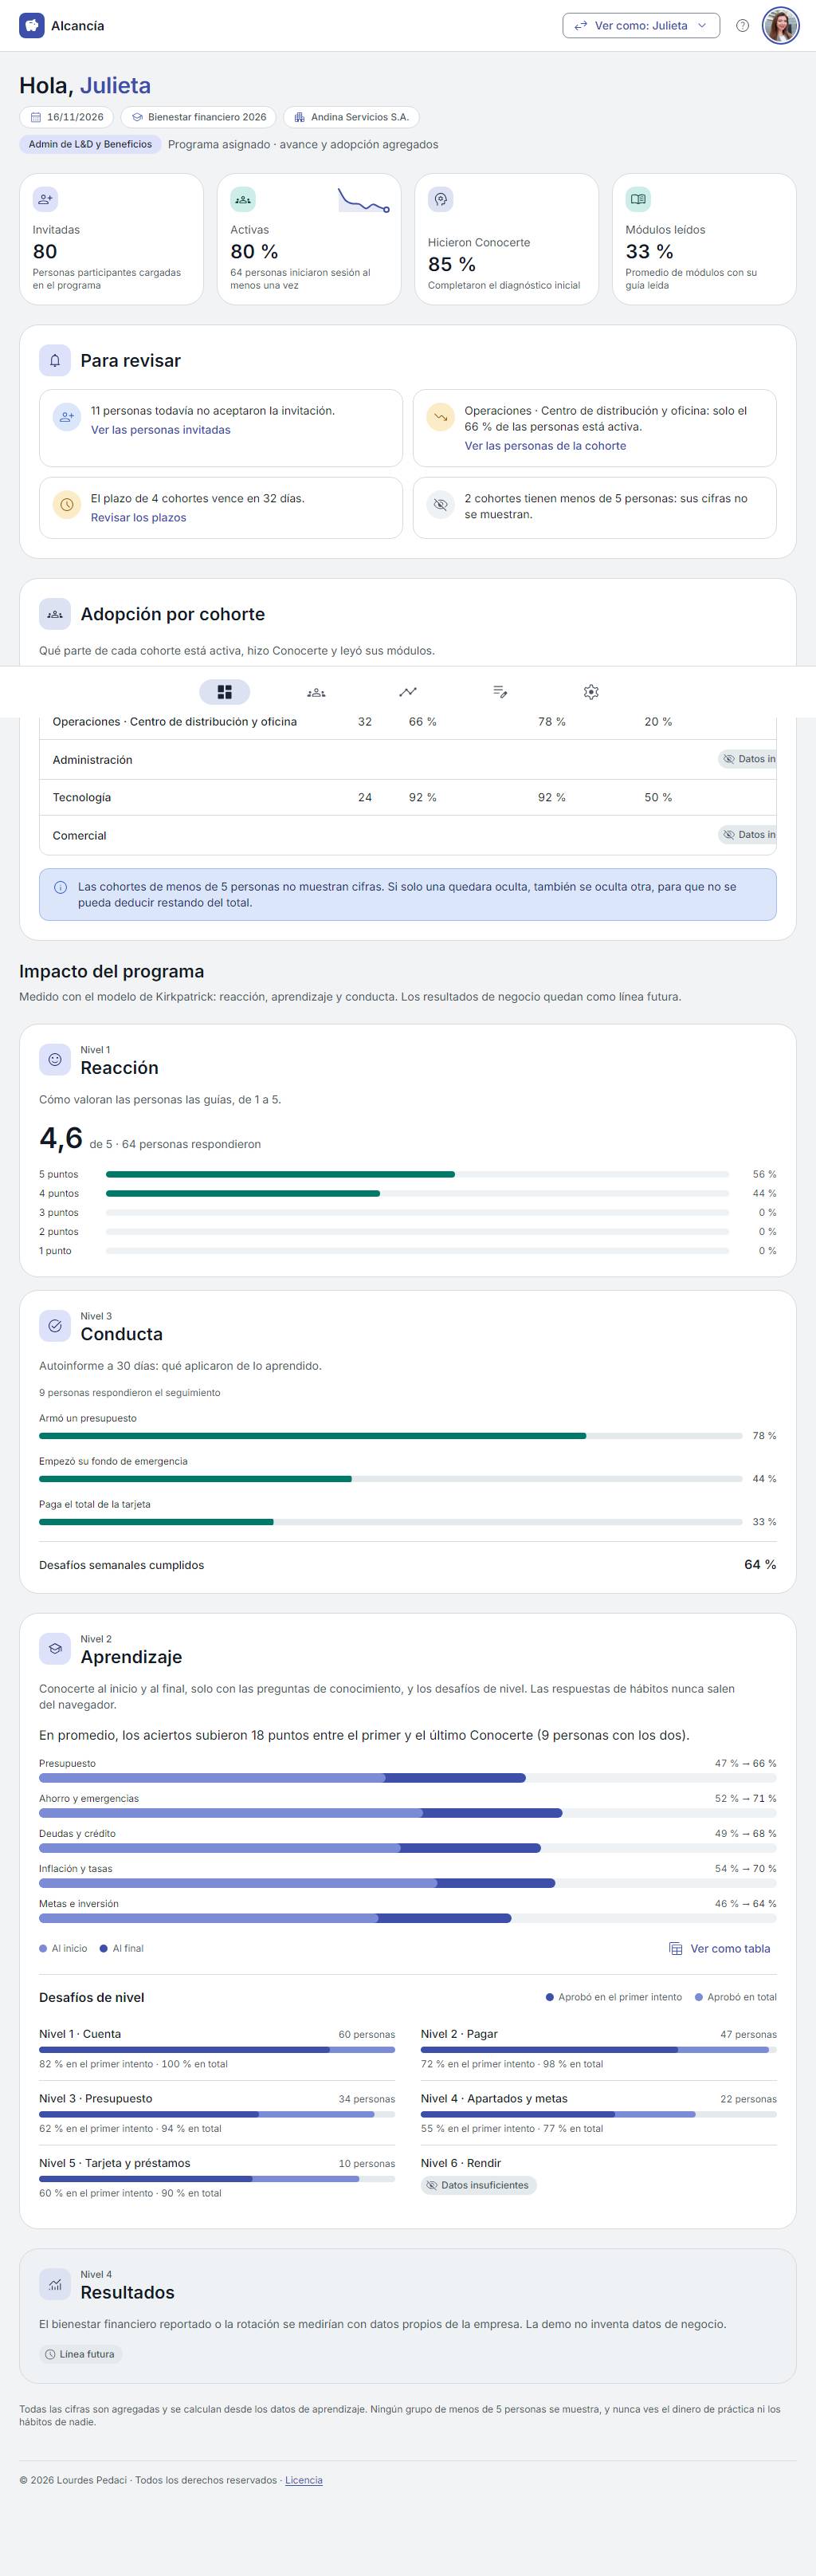 Alcancía
Ver como: Julieta
Hola, Julieta
16/11/2026
Bienestar financiero 2026
Andina Servicios S.A.
Admin de L&D y Beneficios
Programa asignado · avance y adopción agregados
Invitadas
80
Personas participantes cargadas
en el programa
Activas
80 %
64 personas iniciaron sesión al
menos una vez
Hicieron Conocerte
85 %
Completaron el diagnóstico inicial
Módulos leídos
33 %
Promedio de módulos con su
guía leída
Para revisar
11 personas todavía no aceptaron la invitación.
Ver las personas invitadas
Operaciones · Centro de distribución y oficina: solo el
66 % de las personas está activa.
Ver las personas de la cohorte
El plazo de 4 cohortes vence en 32 días.
Revisar los plazos
2 cohortes tienen menos de 5 personas: sus cifras no
se muestran.
Adopción por cohorte
Qué parte de cada cohorte está activa, hizo Conocerte y leyó sus módulos.
Operaciones · Centro de distribución y oficina 32 66 % 78 % 20 %
Administración Datos in
Tecnología 24 92 % 92 % 50 %
Comercial Datos in
Las cohortes de menos de 5 personas no muestran cifras. Si solo una quedara oculta, también se oculta otra, para que no se
pueda deducir restando del total.
Impacto del programa
Medido con el modelo de Kirkpatrick: reacción, aprendizaje y conducta. Los resultados de negocio quedan como línea futura.
Nivel 1
Reacción
Cómo valoran las personas las guías, de 1 a 5.
4,6 de 5 · 64 personas respondieron
5 puntos 56 %
4 puntos 44 %
3 puntos 0 %
2 puntos 0 %
1 punto 0 %
Nivel 3
Conducta
Autoinforme a 30 días: qué aplicaron de lo aprendido.
9 personas respondieron el seguimiento
Armó un presupuesto
78 %
Empezó su fondo de emergencia
44 %
Paga el total de la tarjeta
33 %
Desafíos semanales cumplidos 64 %
Nivel 2
Aprendizaje
Conocerte al inicio y al final, solo con las preguntas de conocimiento, y los desafíos de nivel. Las respuestas de hábitos nunca salen
del navegador.
En promedio, los aciertos subieron 18 puntos entre el primer y el último Conocerte (9 personas con los dos).
Presupuesto 47 % → 66 %
Ahorro y emergencias 52 % → 71 %
Deudas y crédito 49 % → 68 %
Inflación y tasas 54 % → 70 %
Metas e inversión 46 % → 64 %
Al inicio Al final Ver como tabla
Desafíos de nivel Aprobó en el primer intento Aprobó en total
Nivel 1 · Cuenta 60 personas
82 % en el primer intento · 100 % en total
Nivel 2 · Pagar 47 personas
72 % en el primer intento · 98 % en total
Nivel 3 · Presupuesto 34 personas
62 % en el primer intento · 94 % en total
Nivel 4 · Apartados y metas 22 personas
55 % en el primer intento · 77 % en total
Nivel 5 · Tarjeta y préstamos 10 personas
60 % en el primer intento · 90 % en total
Nivel 6 · Rendir
Datos insuficientes
Nivel 4
Resultados
El bienestar financiero reportado o la rotación se medirían con datos propios de la empresa. La demo no inventa datos de negocio.
Línea futura
Todas las cifras son agregadas y se calculan desde los datos de aprendizaje. Ningún grupo de menos de 5 personas se muestra, y nunca ves el dinero de práctica ni los
hábitos de nadie.
© 2026 Lourdes Pedaci · Todos los derechos reservados · Licencia